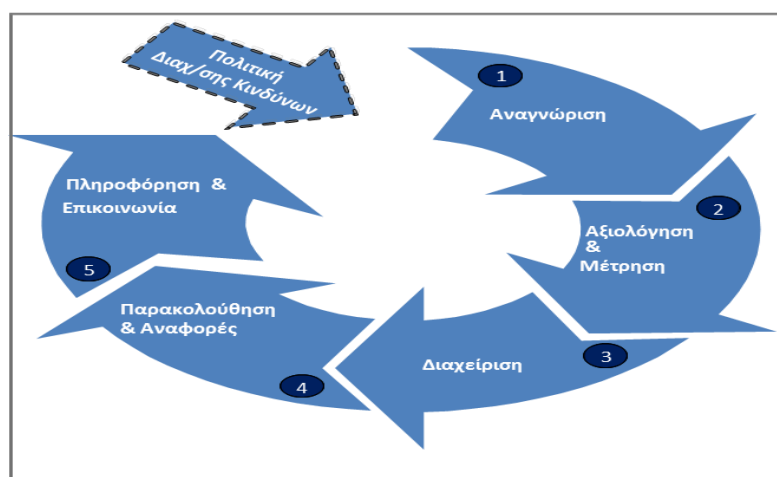 Πολιτική
Διαχ/σης Κινδύνων
1
Αναγνώριση
2
Αξιολόγηση
&
Μέτρηση
3
Διαχείριση
4
Παρακολούθηση
& Αναφορές
5
Πληροφόρηση &
Επικοινωνία